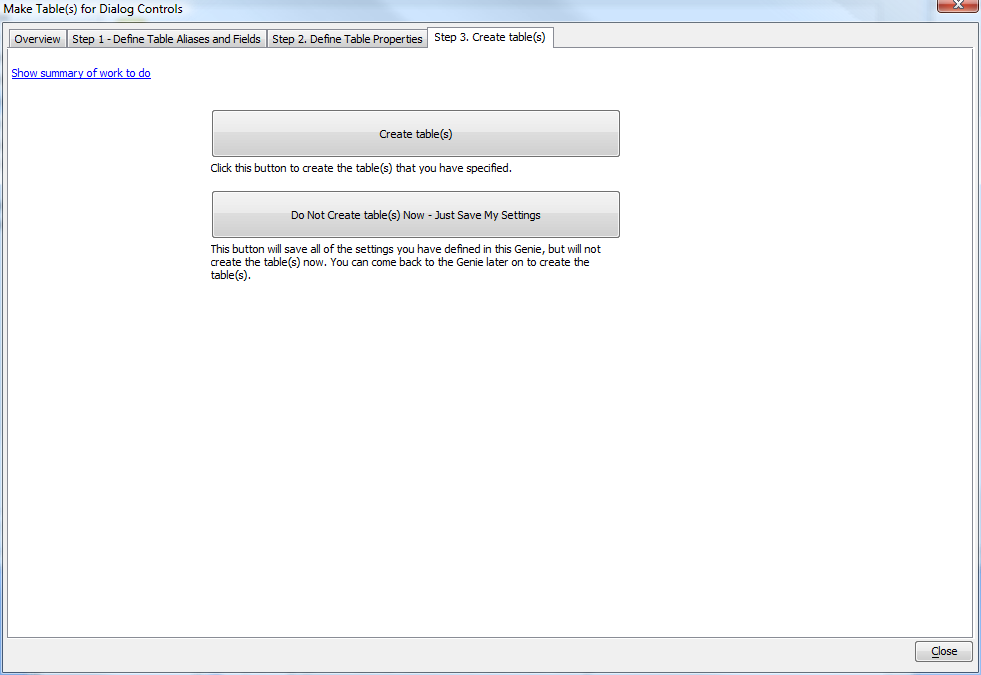 Make Table(s) for Dialog Controls
Overview
Step 1 - Define Table Aliases and Fields
Step 2. Define Table Properties
Step 3. Create table(s)
Show summary of work to do
Create table(s)
Click this button to create the table(s) that you have specified.
Do Not Create table(s) Now - Just Save My Settings
This button will save all of the settings you have defined in this Genie, but will not
create the table(s) now. You can come back to the Genie later on to create the
table(s).
Close